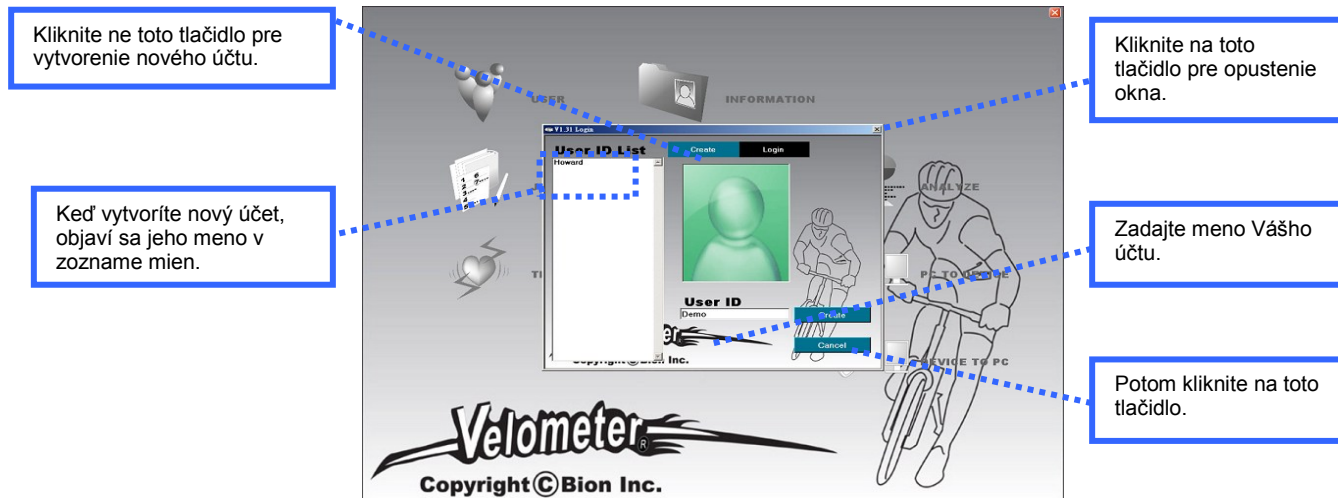 Kliknite ne toto tlačidlo pre
vytvorenie nového účtu.
Kliknite na toto
tlačidlo pre opustenie
okna.
USER
INFORMATION
V1.31 Login
User ID List
Create
Login
Howard
ANALYZE
Keď vytvoríte nový účet,
objaví sa jeho meno v
zozname mien.
Zadajte meno Vášho
účtu.
PC TO DEVICE
User ID
Demo
Create
Cancel
Copyright©Bion Inc.
DEVICE TO PC
Potom kliknite na toto
tlačidlo.
Velometer®
Copyright©Bion Inc.